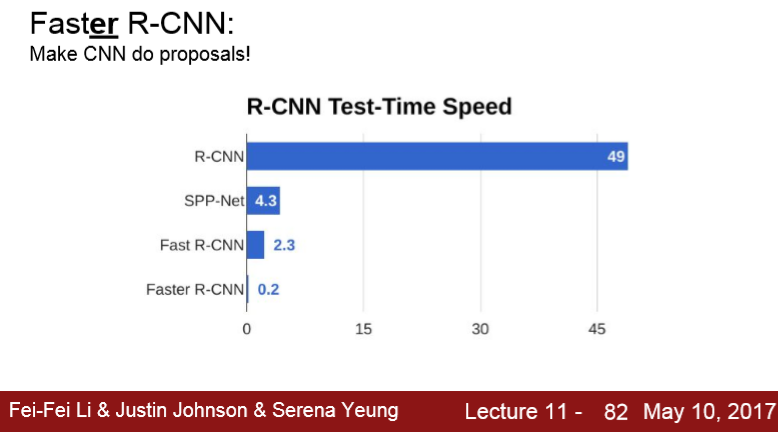 Faster R-CNN:
Make CNN do proposals!
R-CNN Test-Time Speed
R-CNN 49
SPP-Net 4.3
Fast R-CNN 2.3
Faster R-CNN 0.2
0 15 30 45
Fei-Fei Li & Justin Johnson & Serena Yeung Lecture 11 - 82 May 10, 2017